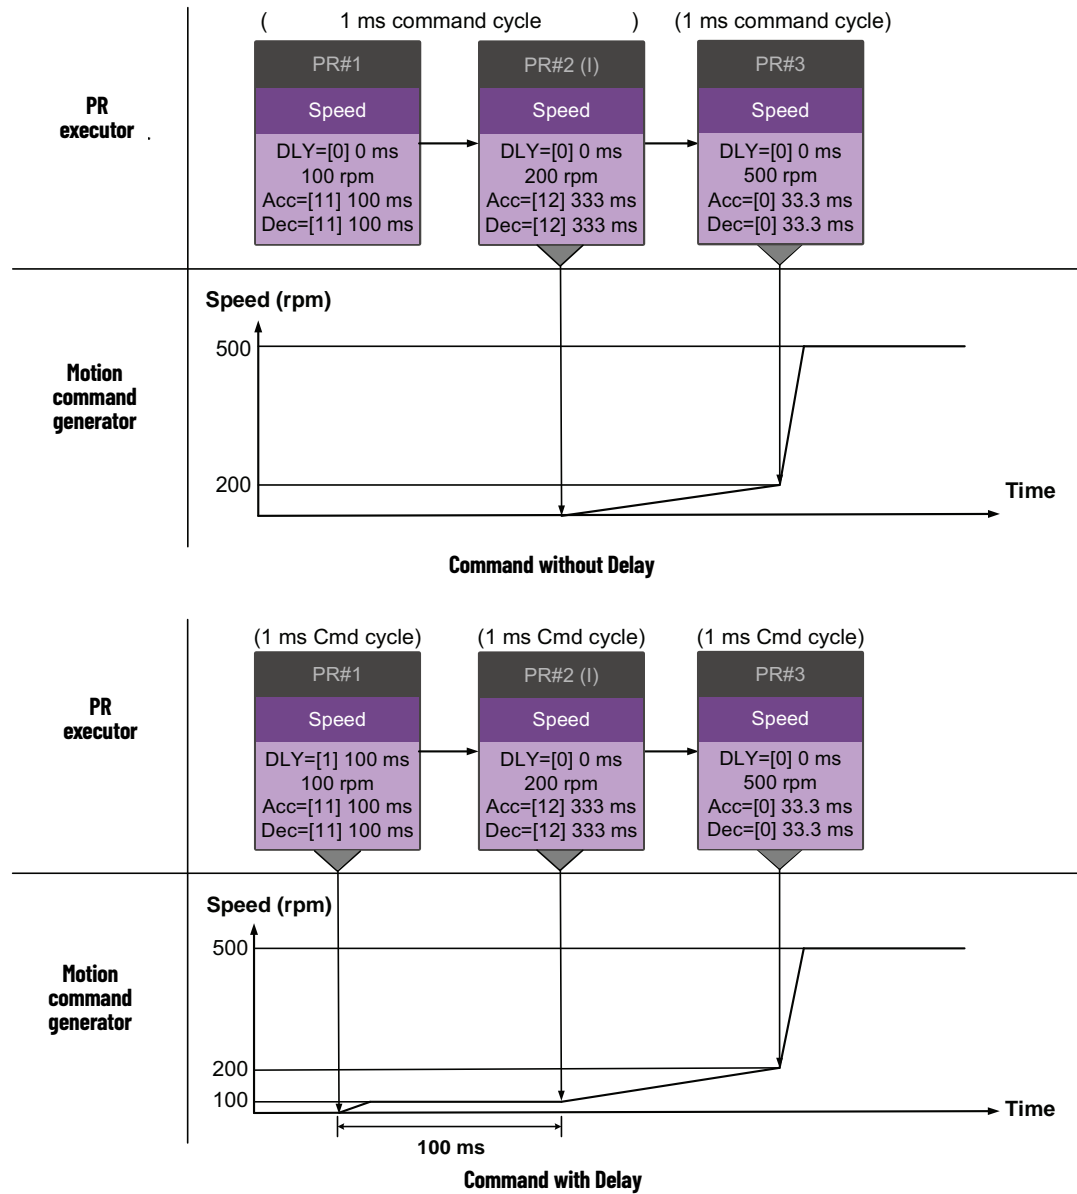 ( 1 ms command cycle ) (1 ms command cycle)
PR
executor
PR#1
Speed
DLY=[0] 0 ms
100 rpm
Acc=[11] 100 ms
Dec=[11] 100 ms
PR#2 (I)
Speed
DLY=[0] 0 ms
200 rpm
Acc=[12] 333 ms
Dec=[12] 333 ms
PR#3
Speed
DLY=[0] 0 ms
500 rpm
Acc=[0] 33.3 ms
Dec=[0] 33.3 ms
Motion
command
generator
Speed (rpm)
500
200
Time
Command without Delay
(1 ms Cmd cycle) (1 ms Cmd cycle) (1 ms Cmd cycle)
PR
executor
PR#1
Speed
DLY=[1] 100 ms
100 rpm
Acc=[11] 100 ms
Dec=[11] 100 ms
PR#2 (I)
Speed
DLY=[0] 0 ms
200 rpm
Acc=[12] 333 ms
Dec=[12] 333 ms
PR#3
Speed
DLY=[0] 0 ms
500 rpm
Acc=[0] 33.3 ms
Dec=[0] 33.3 ms
Motion
command
generator
Speed (rpm)
500
200
100
Time
100 ms
Command with Delay